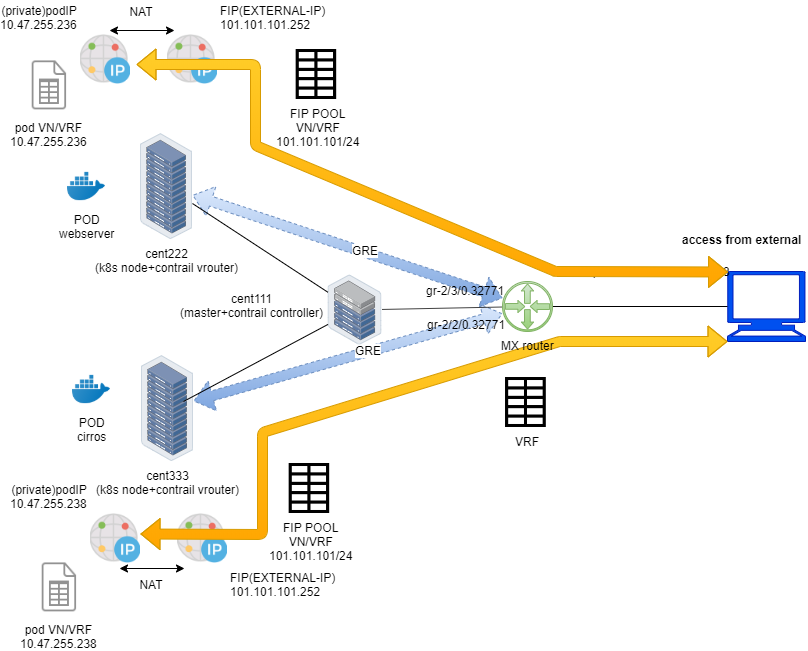 (private)podIP
10.47.255.236
NAT
FIP(EXTERNAL-IP)
101.101.101.252
IP
IP
pod VN/VRF
10.47.255.236
FIP POOL
VN/VRF
101.101.101/24
POD
webserver
cent222
(k8s node+contrail vrouter)
GRE
access from external
cent111
(master+contrail controller)
gr-2/3/0.32771
gr-2/2/0.32771
MX router
GRE
POD
cirros
VRF
cent333
(k8s node+contrail vrouter)
(private)podIP
10.47.255.238
IP
IP
FIP POOL
VN/VRF
101.101.101/24
NAT
FIP(EXTERNAL-IP)
101.101.101.252
pod VN/VRF
10.47.255.238